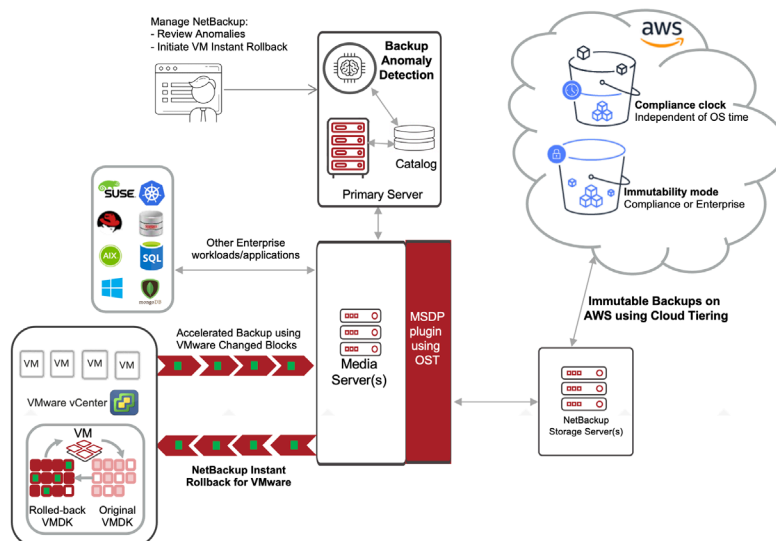 Manage NetBackup:
- Review Anomalies
- Initiate VM Instant Rollback
Backup
Anomaly
Detection
Catalog
Primary Server
aws
Compliance clock
Independent of OS time
Immutability mode
Compliance or Enterprise
SUSE
AIX
SQL
mongoDB
Other Enterprise
workloads/applications
Media
Server(s)
MSDP
plugin
using
OST
Immutable Backups on
AWS using Cloud Tiering
NetBackup
Storage Server(s)
Accelerated Backup using
VMware Changed Blocks
VM
VM
VM
VM
VMware vCenter
VM
Rolled-back
VMDK
Original
VMDK
NetBackup Instant
Rollback for VMware